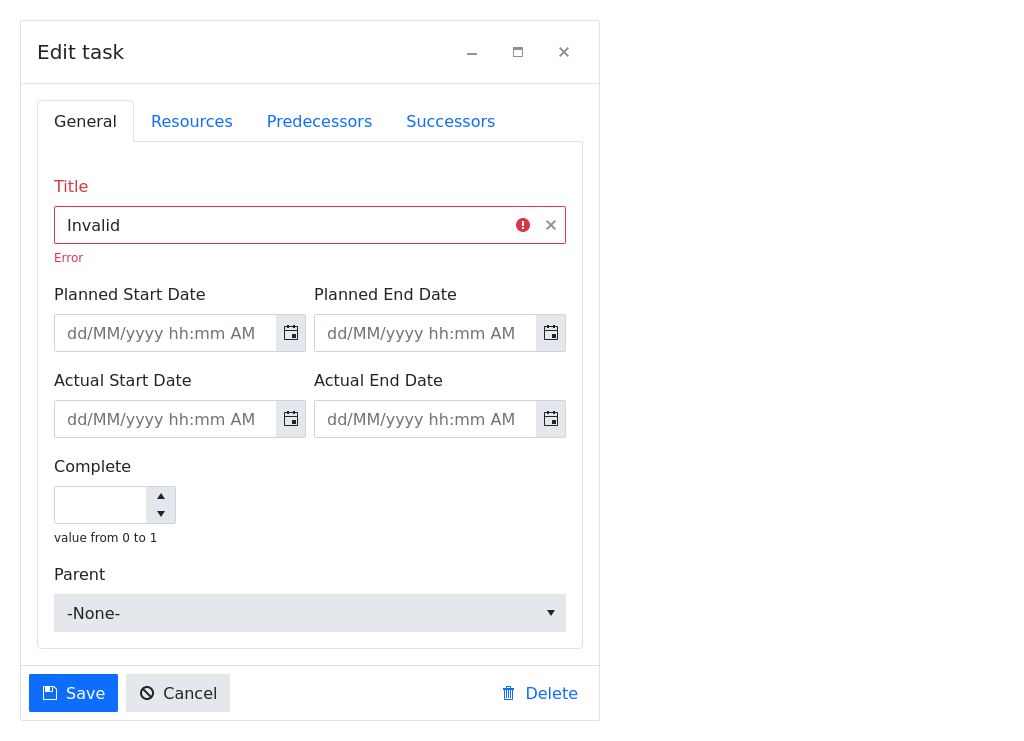 Edit task
General Resources Predecessors Successors
Title
Invalid
Error
Planned Start Date Planned End Date
dd/MM/yyyy hh:mm AM dd/MM/yyyy hh:mm AM
Actual Start Date Actual End Date
dd/MM/yyyy hh:mm AM dd/MM/yyyy hh:mm AM
Complete
value from 0 to 1
Parent
-None-
Save Cancel Delete